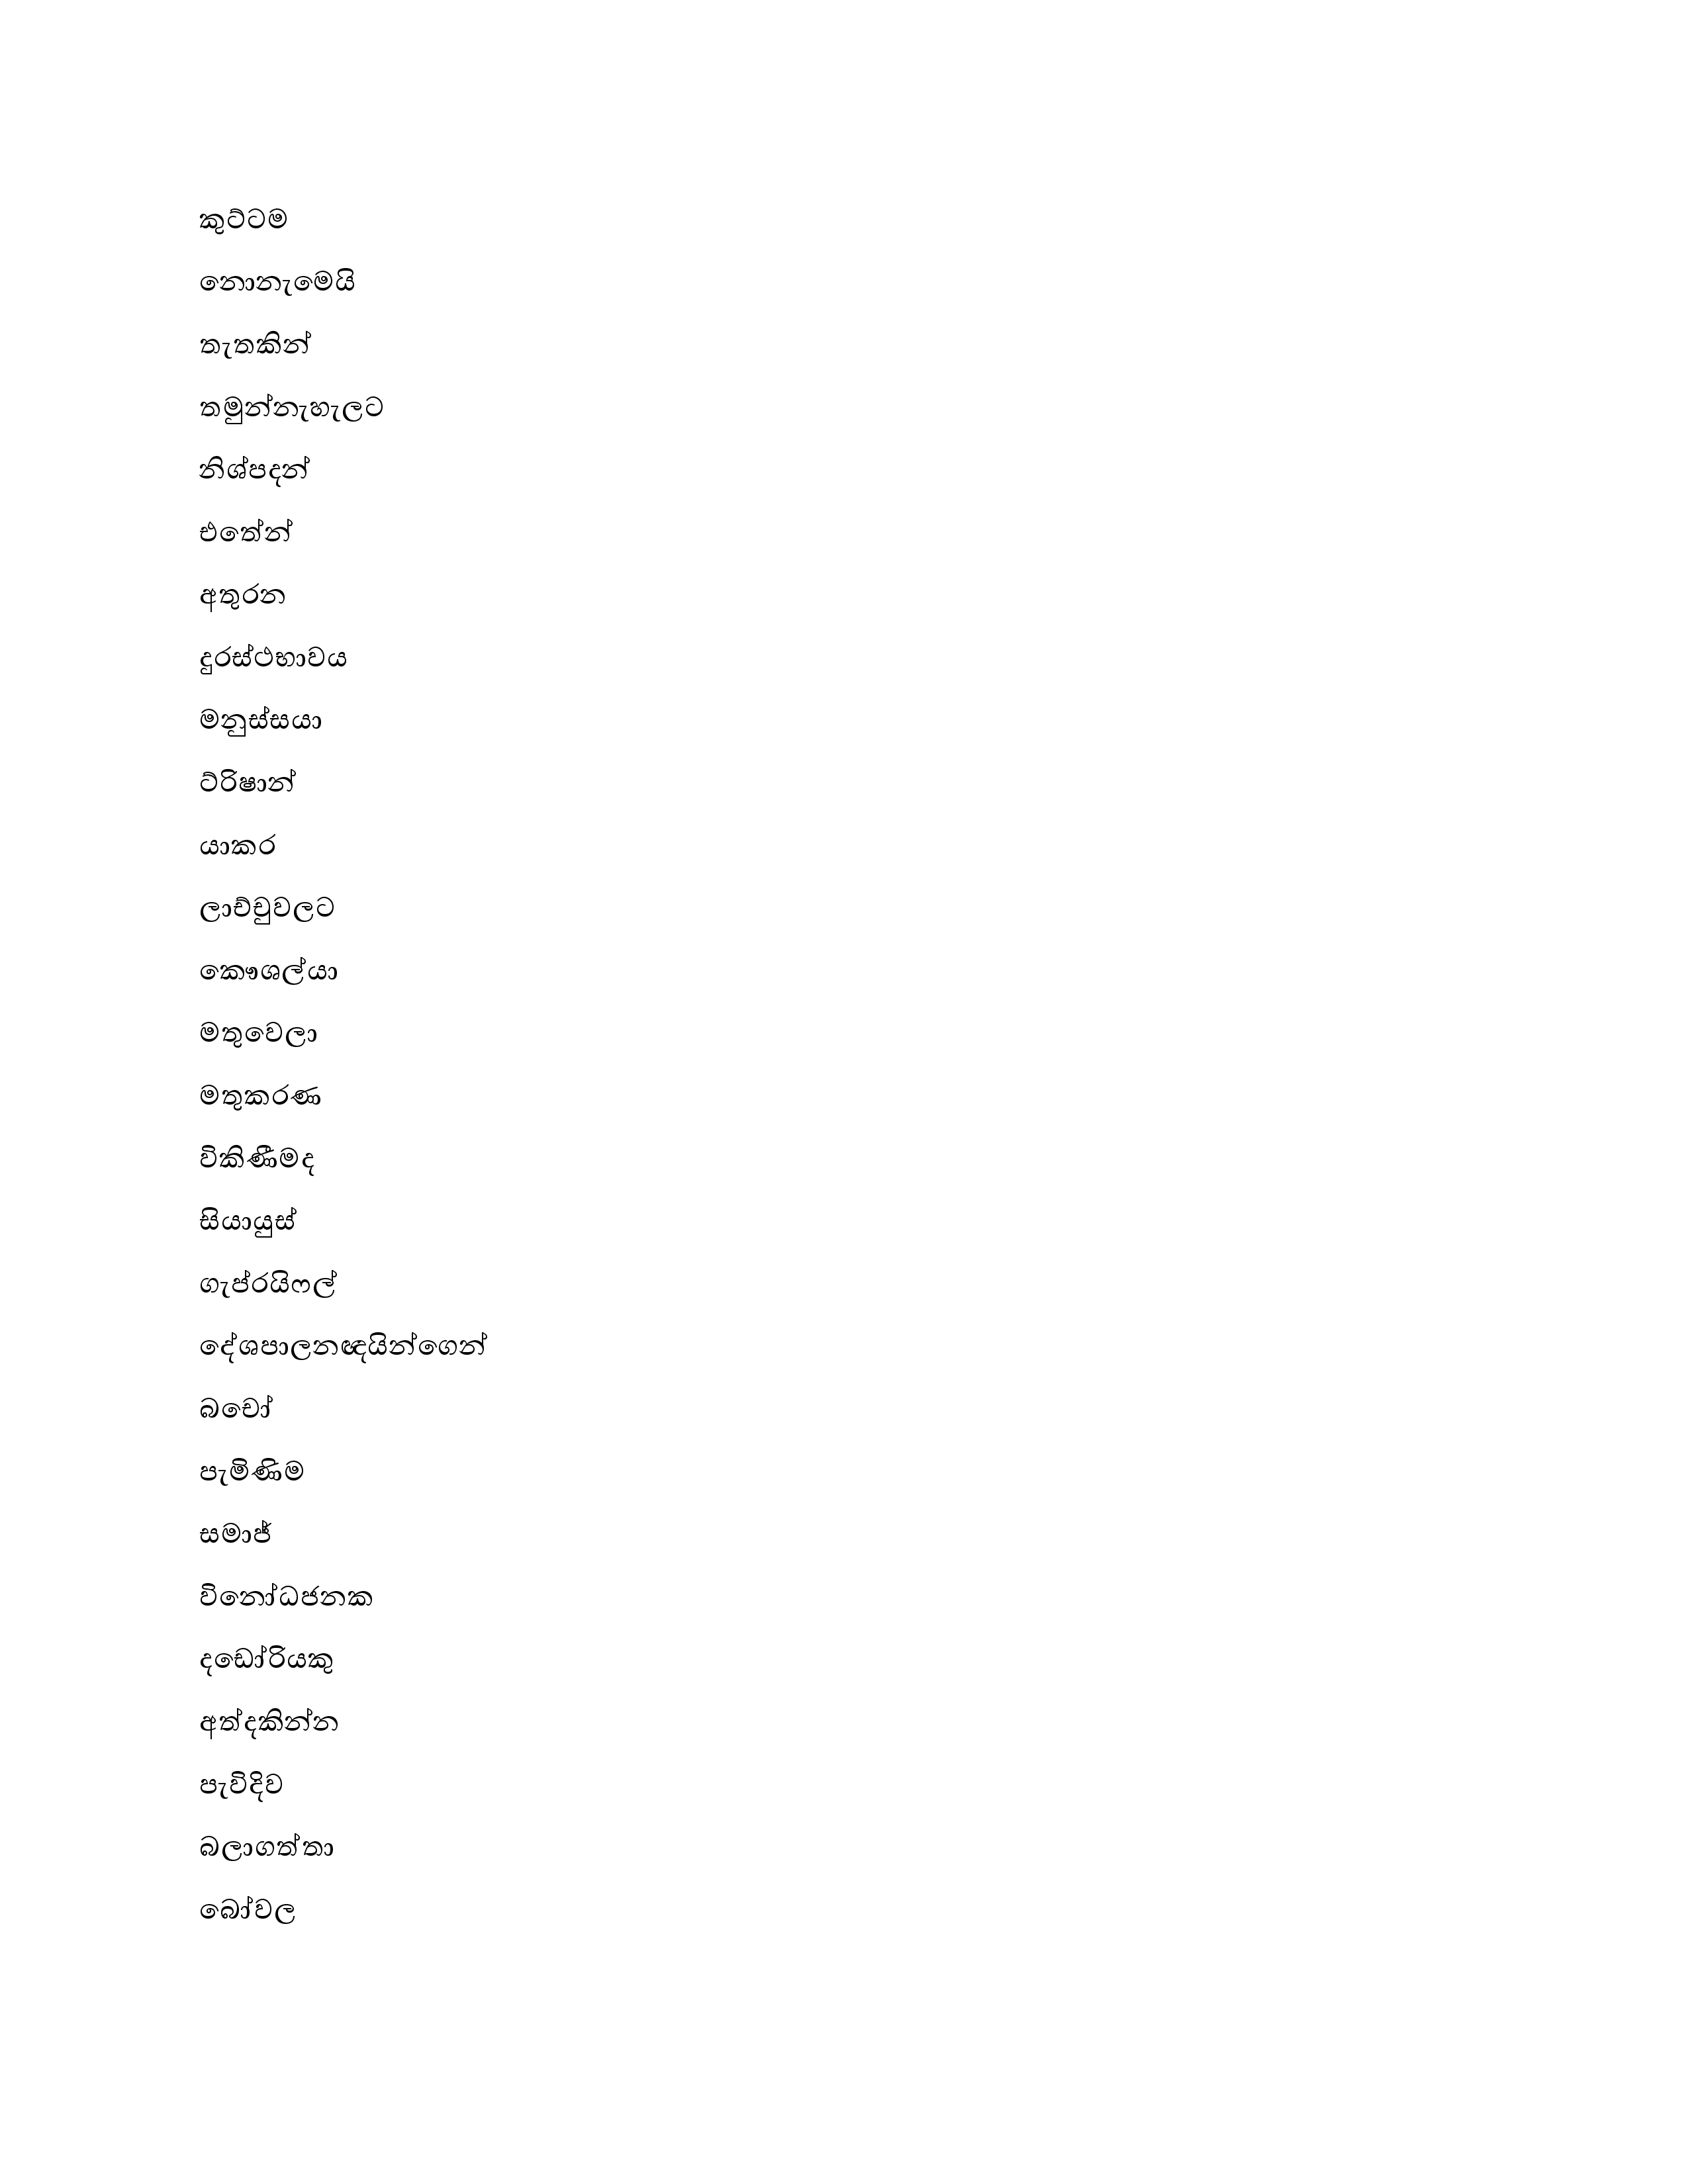 කුට්ටම
නොනැමෙයි
තැතකින්
තමුන්නැහැලට
නිශ්පදන්
එතේන්
අතුරන
දුරස්ථභාවය
මනුස්සයා
ට්රිෂාන්
යාකර
ලාච්චුවලට
කෞශල්යා
මතුවෙලා
මතුකරණ
විකිණීමද
සියායුස්
ගැප්රයිෆල්
දේශපාලනඥයින්ගෙන්
බචෝ
පැමිණිම
සමාජ්
විනෝධජනක
දඩෝරියකු
අත්දකින්න
පැවිදිව
බලාගත්තා
බෝවල